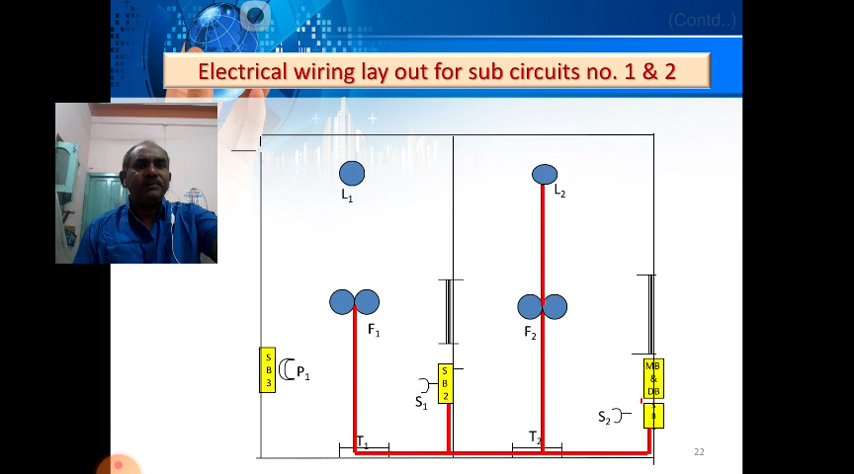 (Contd..)
Electrical wiring lay out for sub circuits no. 1 & 2
L1
L2
F1
F2
S
B
3
P1
S
B
2
S1
MB
&
DB
S2
S
B
T1
T2
22